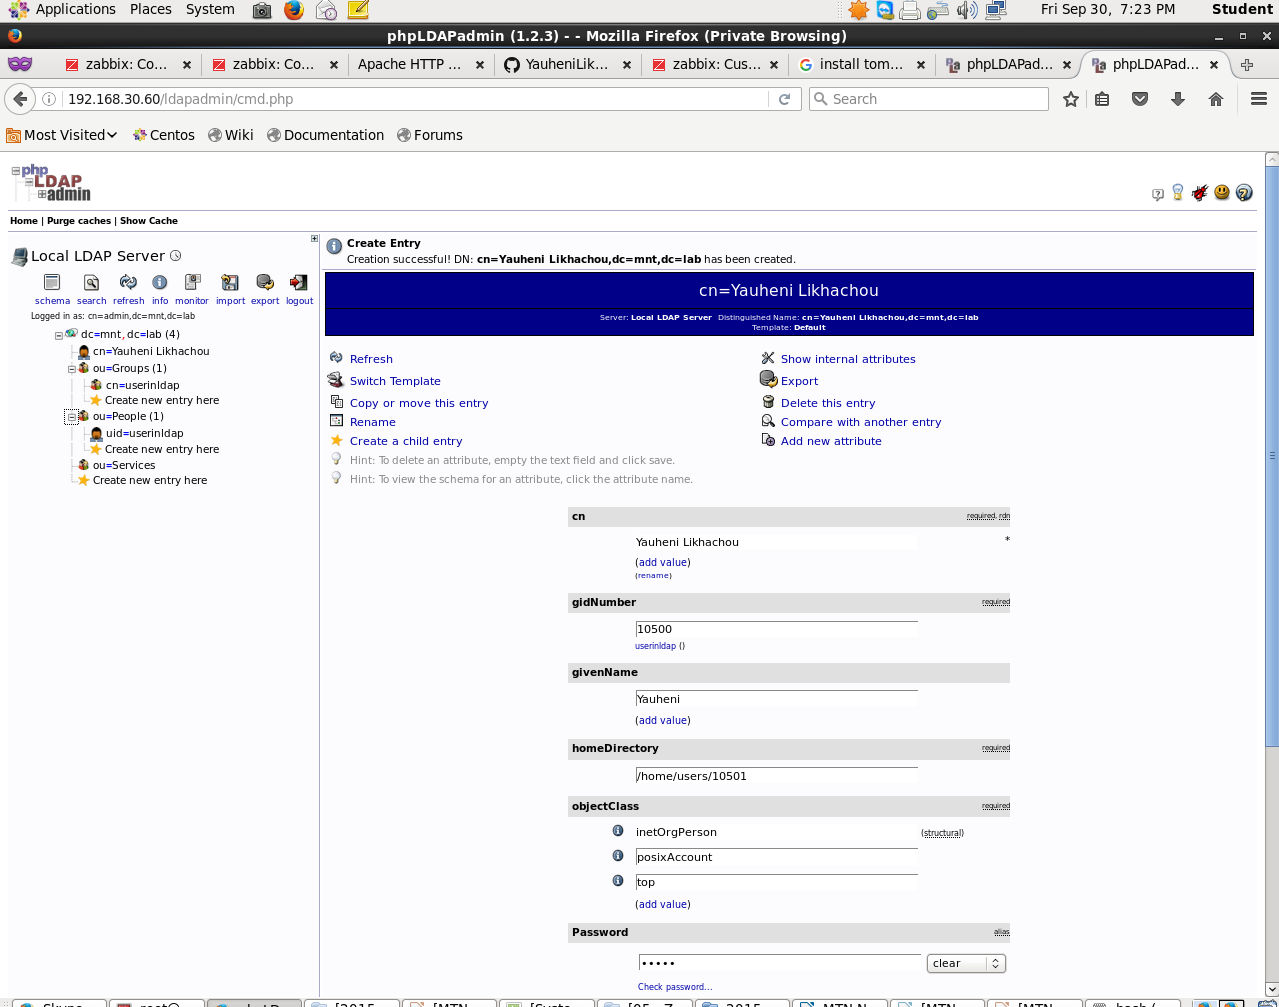 Applications Places System Fri Sep 30, 7:23 PM Student
phpLDAPadmin (1.2.3) - - Mozilla Firefox (Private Browsing)
zabbix: Co... × zabbix: Co... × Apache HTTP ... × YauheniLik... × zabbix: Cus... × install tom... × phpLDAPad... × phpLDAPad... ×
192.168.30.60/ldapadmin/cmd.php Search
Most Visited Centos Wiki Documentation Forums
php
LDAP
admin
Home | Purge caches | Show Cache
Local LDAP Server
schema search refresh info monitor import export logout
Logged in as: cn=admin,dc=mnt,dc=lab
dc=mnt, dc=lab (4)
cn=Yauheni Likhachou
ou=Groups (1)
cn=userinldap
Create new entry here
ou=People (1)
uid=userinldap
Create new entry here
ou=Services
Create new entry here
Create Entry
Creation successful! DN: cn=Yauheni Likhachou,dc=mnt,dc=lab has been created.
cn=Yauheni Likhachou
Server: Local LDAP Server Distinguished Name: cn=Yauheni Likhachou,dc=mnt,dc=lab
Template: Default
Refresh Show internal attributes
Switch Template Export
Copy or move this entry Delete this entry
Rename Compare with another entry
Create a child entry Add new attribute
Hint: To delete an attribute, empty the text field and click save.
Hint: To view the schema for an attribute, click the attribute name.
cn required, rdn
Yauheni Likhachou *
(add value)
(rename)
gidNumber required
10500
userinldap ()
givenName
Yauheni
(add value)
homeDirectory required
/home/users/10501
objectClass required
inetOrgPerson (structural)
posixAccount
top
(add value)
Password alias
••••• clear
Check password...